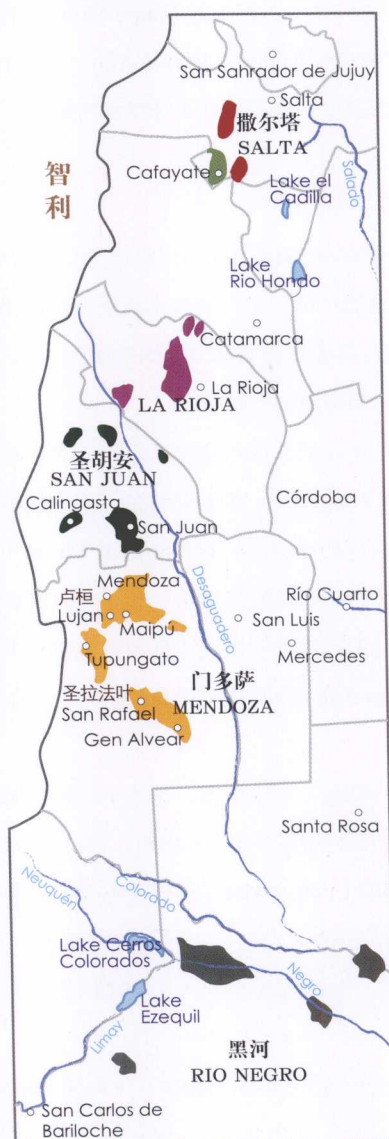 San Sahrador de Jujuy
Salta
撒尔塔
SALTA
Cafayate
Salado
智利
Lake el
Cadilla
Lake
Río Hondo
Catamarca
La Rioja
LA RIOJA
圣胡安
SAN JUAN
Calingasta
San Juan
Córdoba
Mendoza
卢桓
Lujan
Maipú
Desaguadero
San Luis
Río Cuarto
Mercedes
Tupungato
门多萨
MENDOZA
圣拉法叶
San Rafael
Gen Alvear
Santa Rosa
Neuquén
Colorado
Lake Cerros
Colorados
Negro
Lake
Ezequil
Limay
黑河
RIO NEGRO
San Carlos de
Bariloche